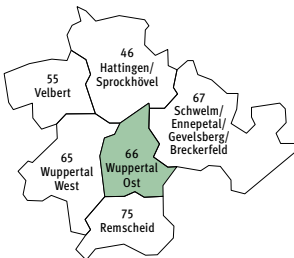 46
Hattingen/
Sprockhövel
55
Velbert
67
Schwelm/
Ennepetal/
Gevelsberg/
Breckerfeld
65
Wuppertal
West
66
Wuppertal
Ost
75
Remscheid